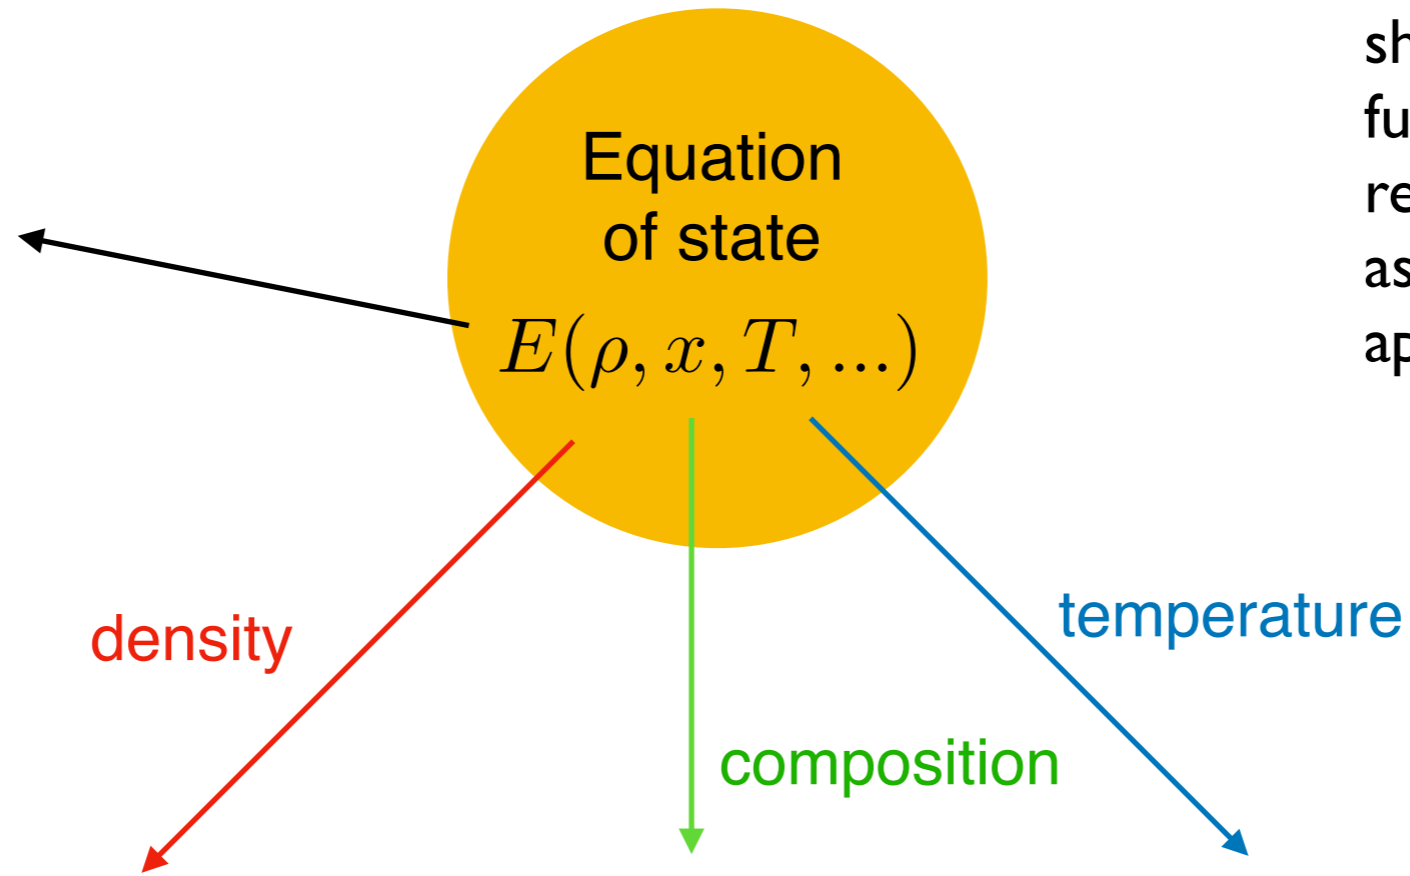 Equation
of state
E(ρ, x, T, ...)
density
temperature
composition